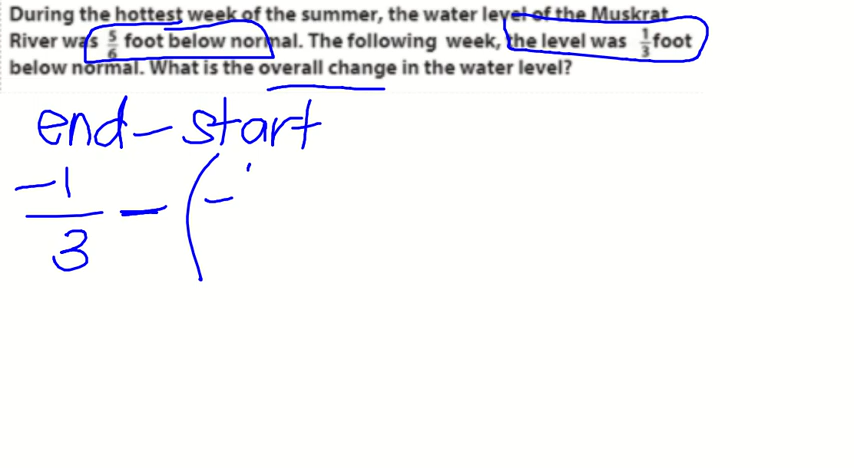 During the hottest week of the summer, the water level of the Muskrat
River was 5/6 foot below normal. The following week, the level was 1/3 foot
below normal. What is the overall change in the water level?
end - start
-1/3 - (-